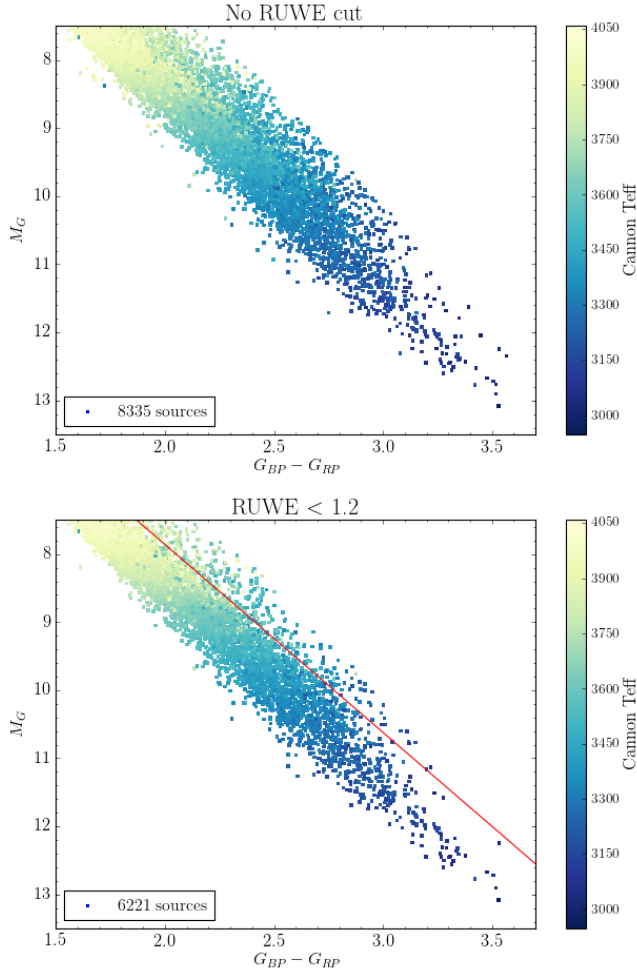 No RUWE cut
8
9
10
11
12
13
M_G
8335 sources
1.5 2.0 2.5 3.0 3.5
G_BP − G_RP
4050
3900
3750
3600
3450
3300
3150
3000
Cannon Teff
RUWE < 1.2
8
9
10
11
12
13
M_G
6221 sources
1.5 2.0 2.5 3.0 3.5
G_BP − G_RP
4050
3900
3750
3600
3450
3300
3150
3000
Cannon Teff